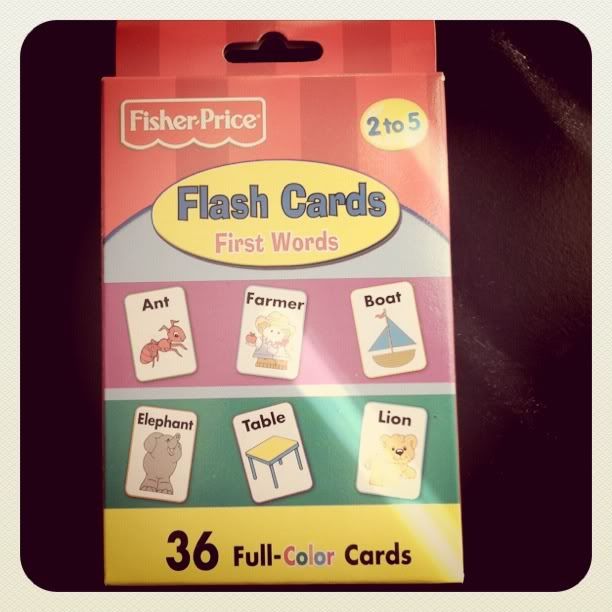 Fisher-Price®
2 to 5
Flash Cards
First Words
Ant
Farmer
Boat
Elephant
Table
Lion
36 Full-Color Cards